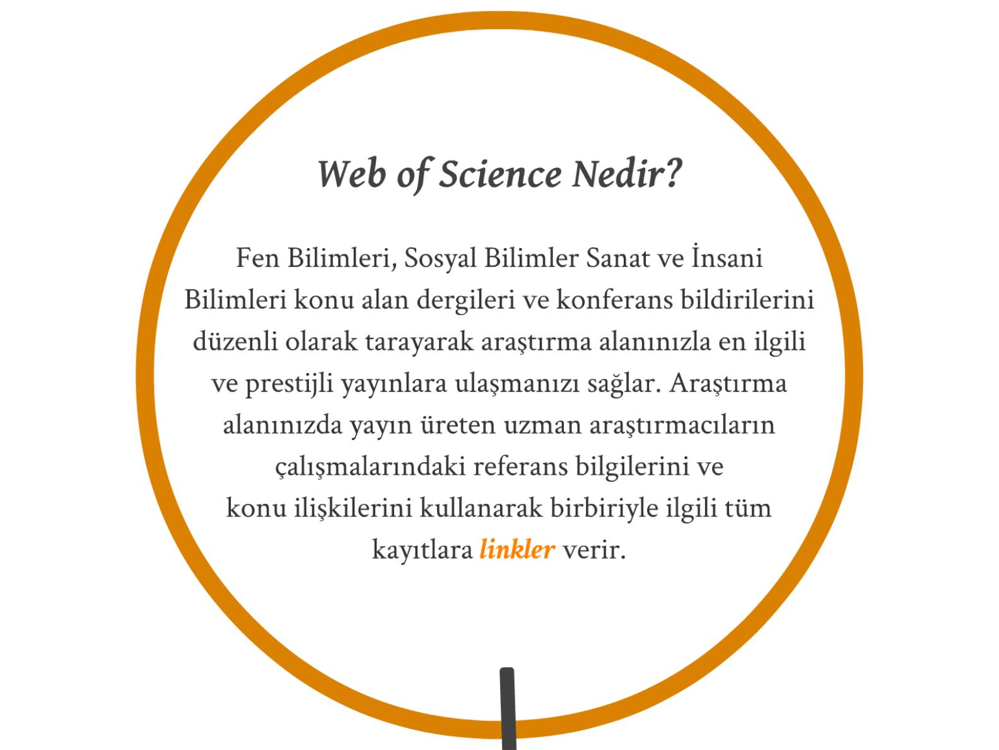 Web of Science Nedir?
Fen Bilimleri, Sosyal Bilimler Sanat ve İnsani
Bilimleri konu alan dergileri ve konferans bildirilerini
düzenli olarak tarayarak araştırma alanınızla en ilgili
ve prestijli yayınlara ulaşmanızı sağlar. Araştırma
alanınızda yayın üreten uzman araştırmacıların
çalışmalarındaki referans bilgilerini ve
konu ilişkilerini kullanarak birbiriyle ilgili tüm
kayıtlara linkler verir.